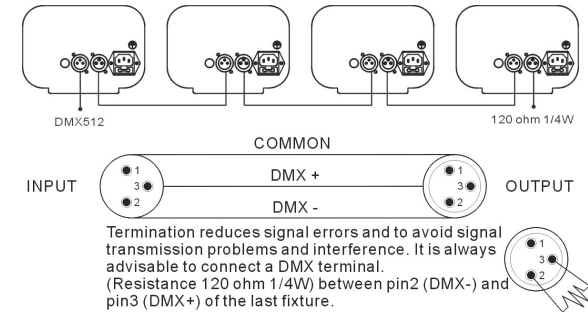 DMX512
120 ohm 1/4W
COMMON
1
3
2
INPUT
DMX +
DMX -
1
3
2
OUTPUT
Termination reduces signal errors and to avoid signal
transmission problems and interference. It is always
advisable to connect a DMX terminal.
(Resistance 120 ohm 1/4W) between pin2 (DMX-) and
pin3 (DMX+) of the last fixture.
1
3
2